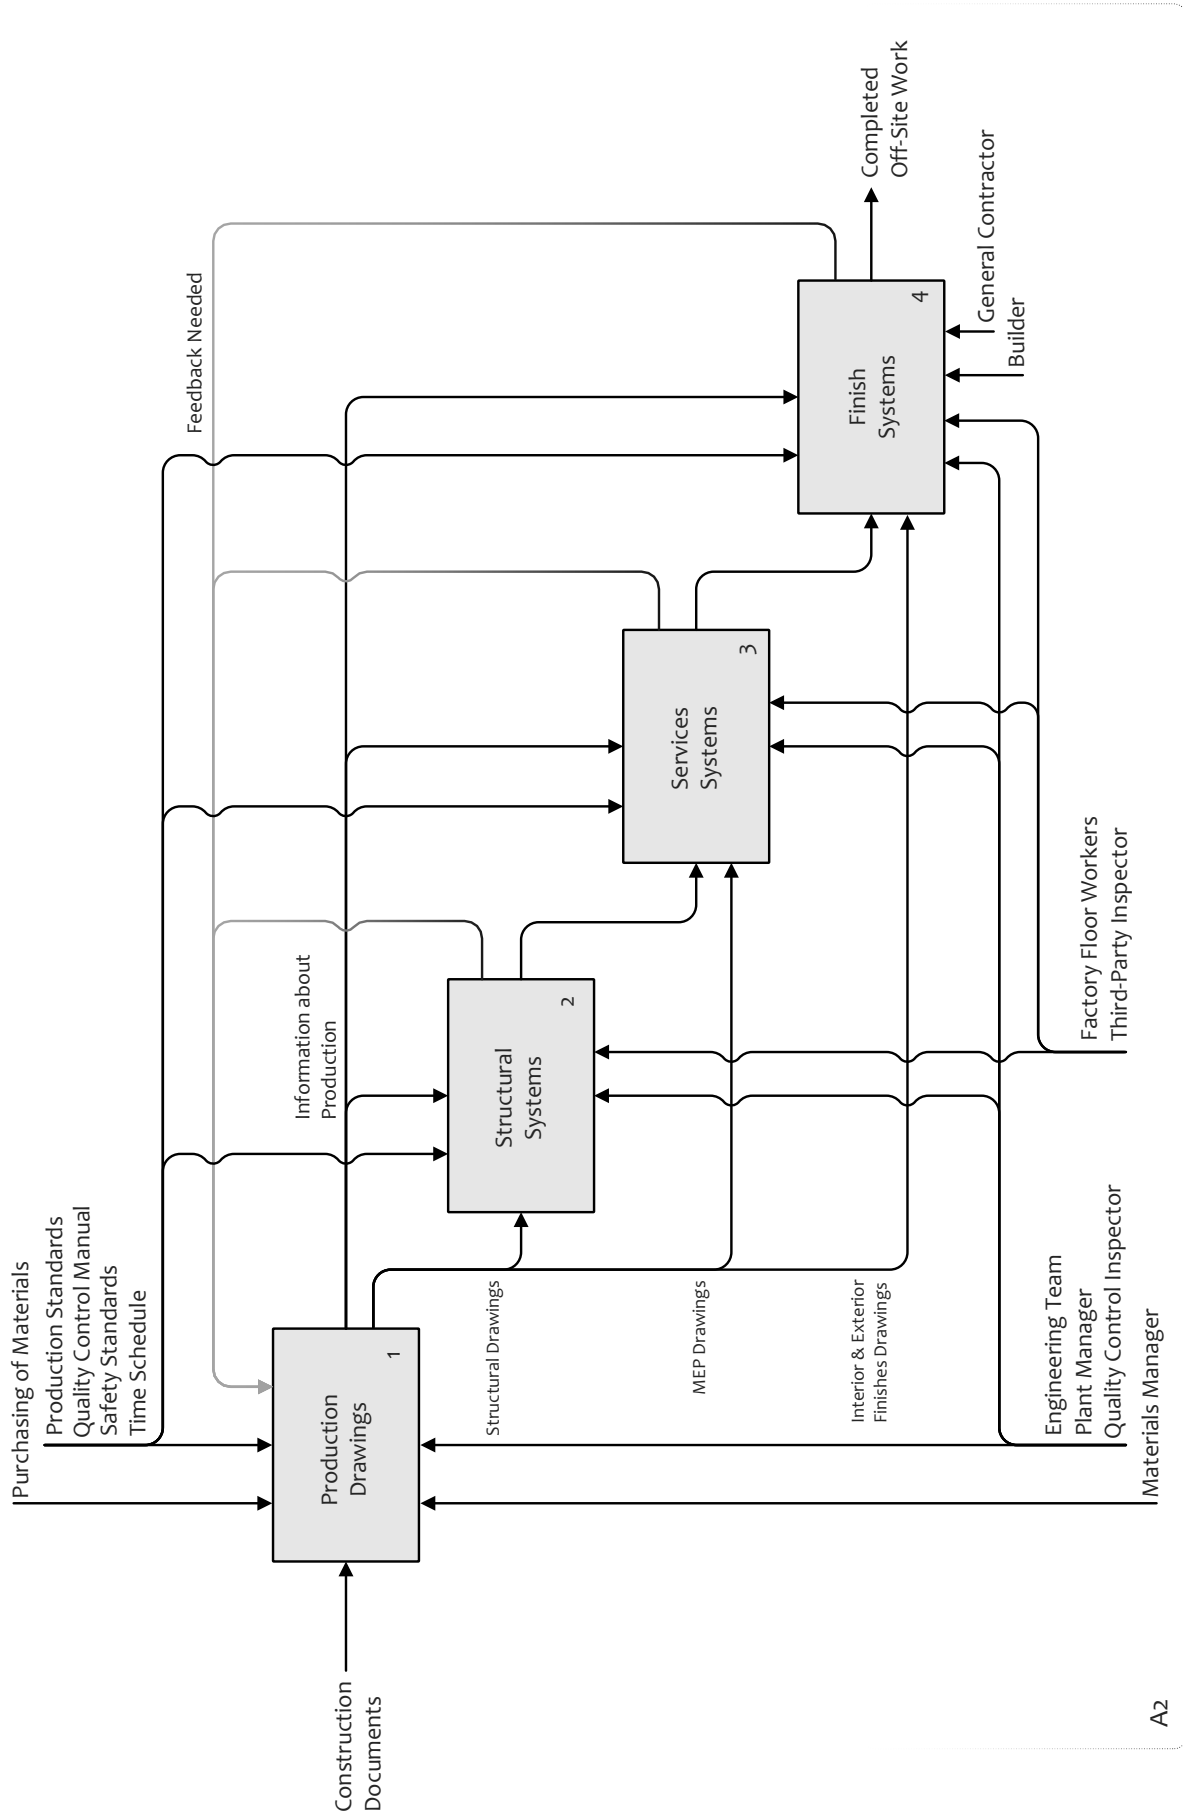 Purchasing of Materials
Production Standards
Quality Control Manual
Safety Standards
Time Schedule
Feedback Needed
Information about
Production
Construction
Documents
Production
Drawings
1
Structural Drawings
Structural
Systems
2
MEP Drawings
Services
Systems
3
Interior & Exterior
Finishes Drawings
Finish
Systems
4
Completed
Off-Site Work
General Contractor
Builder
Engineering Team
Plant Manager
Quality Control Inspector
Materials Manager
Factory Floor Workers
Third-Party Inspector
A2